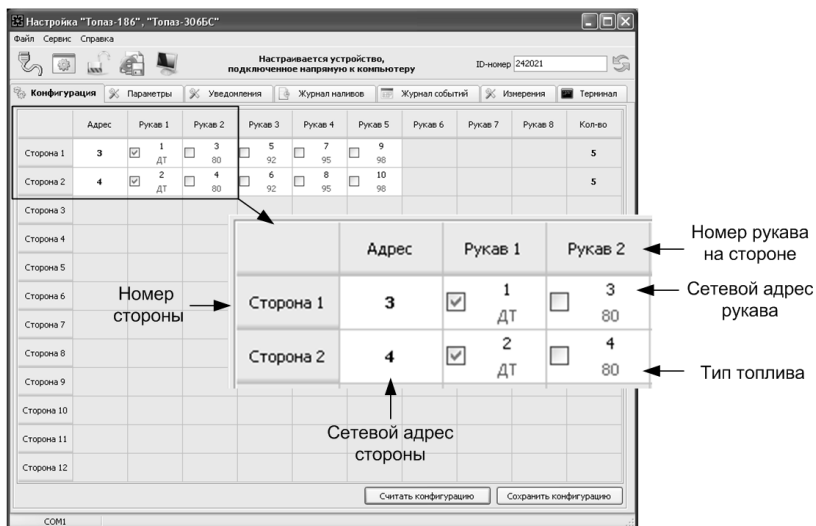 Настройка "Топаз-186", "Топаз-306БС"
Файл Сервис Справка
Настраивается устройство,
подключенное напрямую к компьютеру
ID-номер 242021
Конфигурация Параметры Уведомления Журнал наливов Журнал событий Измерения Терминал
Адрес Рукав 1 Рукав 2 Рукав 3 Рукав 4 Рукав 5 Рукав 6 Рукав 7 Рукав 8 Кол-во
Сторона 1 3 1 3 5 7 9 5
ДТ 80 92 95 98
Сторона 2 4 2 4 6 8 10 5
ДТ 80 92 95 98
Сторона 3
Сторона 4
Сторона 5
Сторона 6
Сторона 7
Сторона 8
Сторона 9
Сторона 10
Сторона 11
Сторона 12
Адрес Рукав 1 Рукав 2
Сторона 1 3 1 3
ДТ 80
Сторона 2 4 2 4
ДТ 80
Номер рукава
на стороне
Сетевой адрес
рукава
Тип топлива
Номер
стороны
Сетевой адрес
стороны
Считать конфигурацию Сохранить конфигурацию
COM1